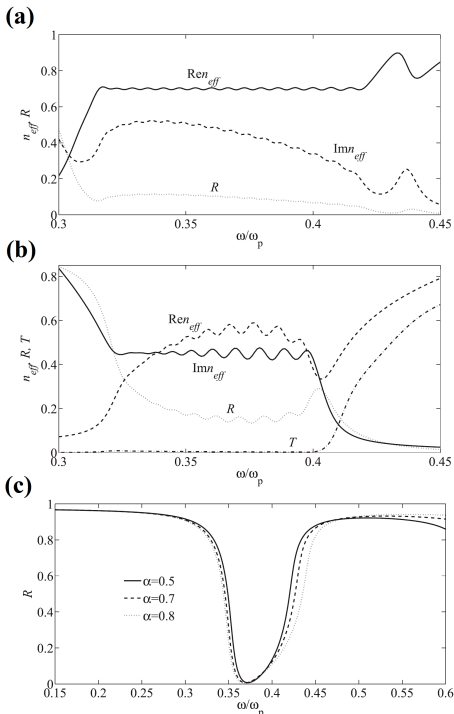 (a)
1
0.8
0.6
0.4
0.2
0
n_eff, R
Re n_eff
Im n_eff
R
0.3 0.35 0.4 0.45
ω/ω_p
(b)
0.8
0.6
0.4
0.2
0
n_eff, R, T
Re n_eff
Im n_eff
R
T
0.3 0.35 0.4 0.45
ω/ω_p
(c)
1
0.8
0.6
0.4
0.2
0
R
α=0.5
α=0.7
α=0.8
0.15 0.2 0.25 0.3 0.35 0.4 0.45 0.5 0.55 0.6
ω/ω_p